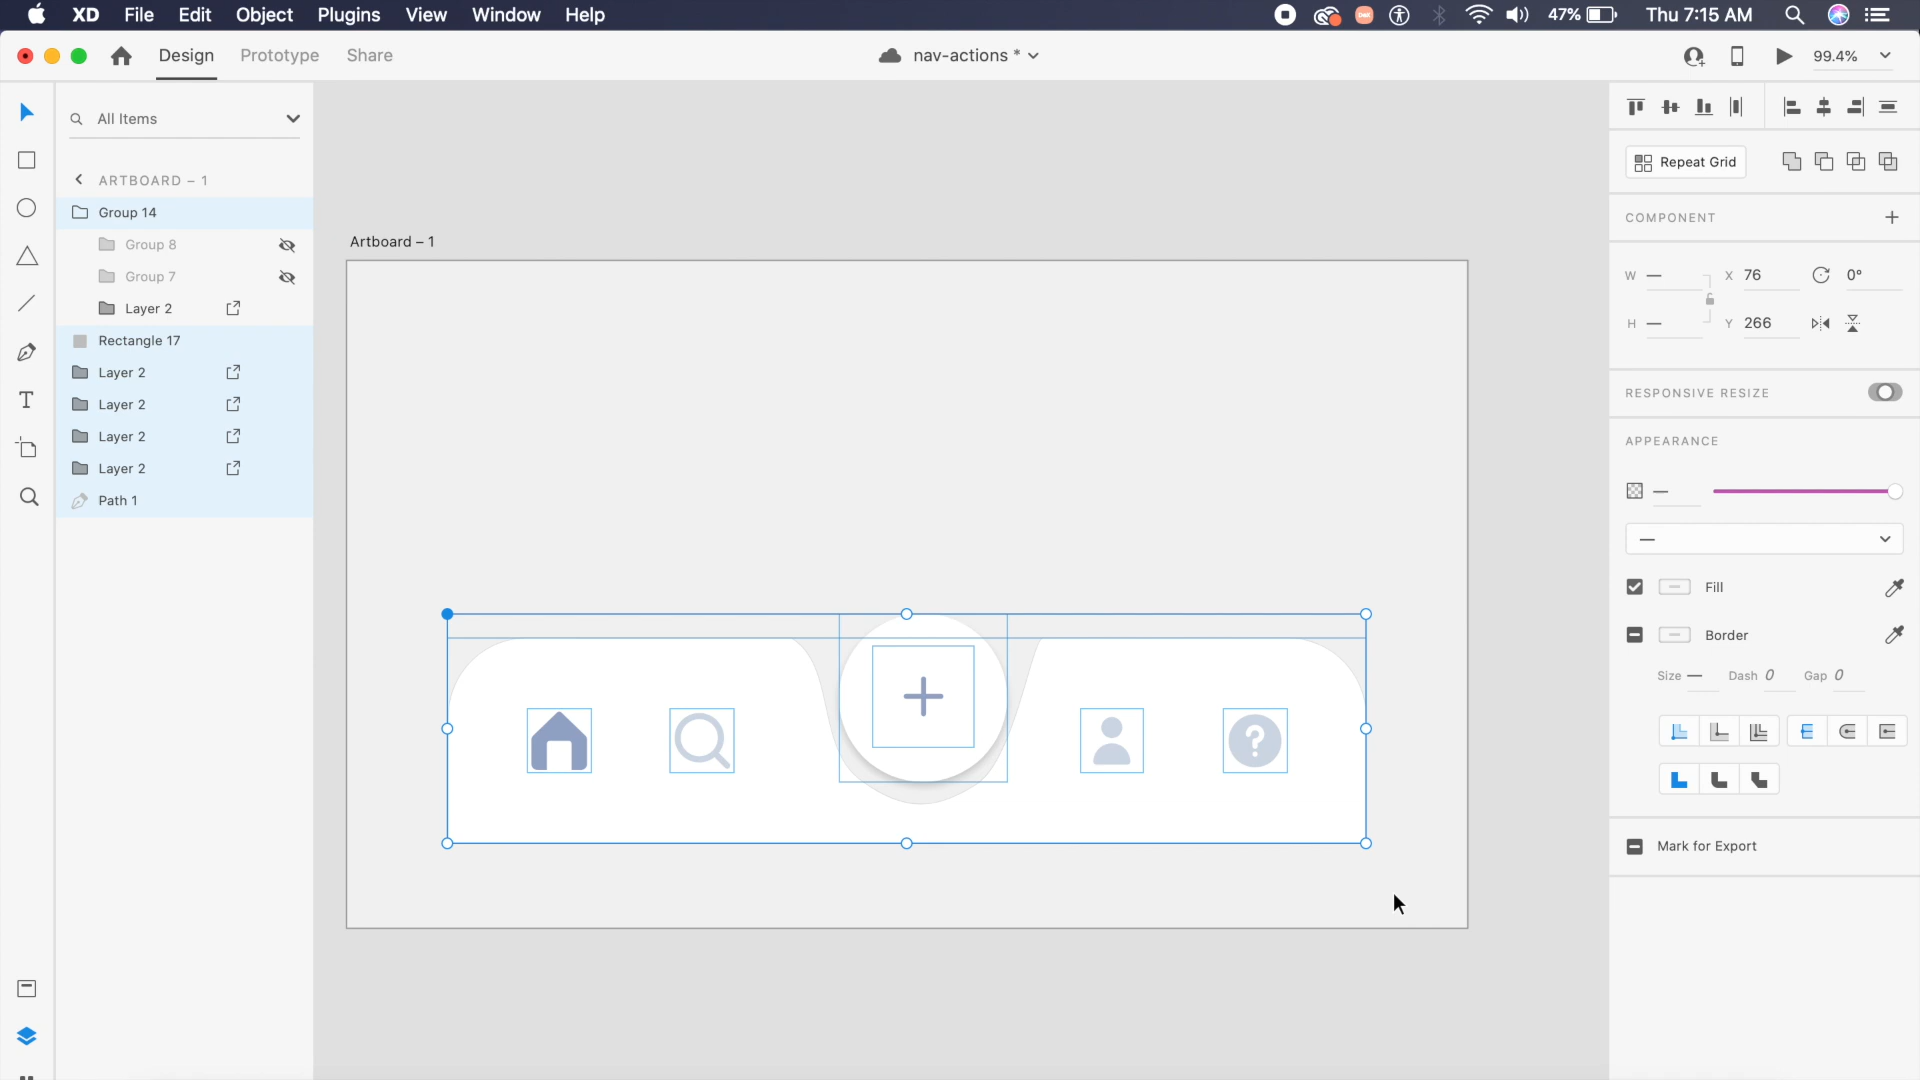 XD File Edit Object Plugins View Window Help 47% Thu 7:15 AM
Design Prototype Share nav-actions * 99.4%
All Items
ARTBOARD – 1
Group 14
Group 8
Group 7
Layer 2
Rectangle 17
Layer 2
Layer 2
Layer 2
Layer 2
Path 1
Artboard – 1
?
Repeat Grid
COMPONENT +
W — X 76 0°
H — Y 266
RESPONSIVE RESIZE
APPEARANCE
—
—
Fill
Border
Size — Dash 0 Gap 0
Mark for Export